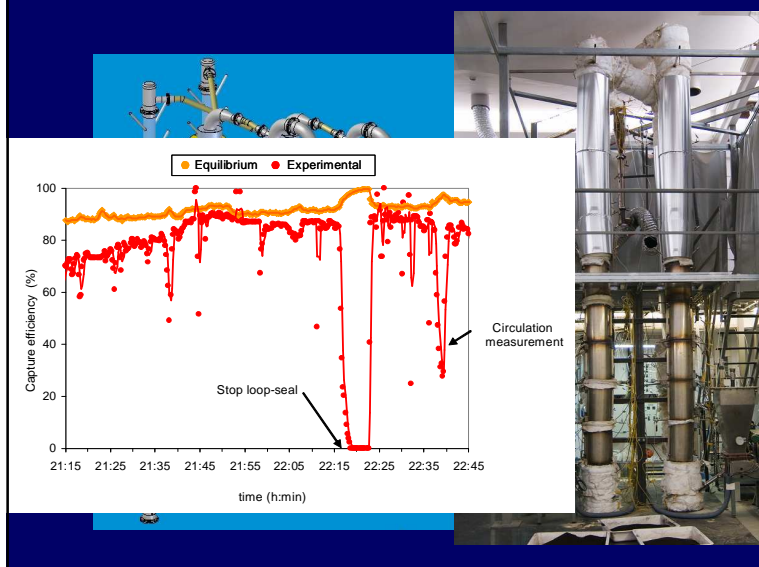 Equilibrium
Experimental
100
80
60
40
20
0
Capture efficiency (%)
Circulation
measurement
Stop loop-seal
21:15 21:25 21:35 21:45 21:55 22:05 22:15 22:25 22:35 22:45
time (h:min)